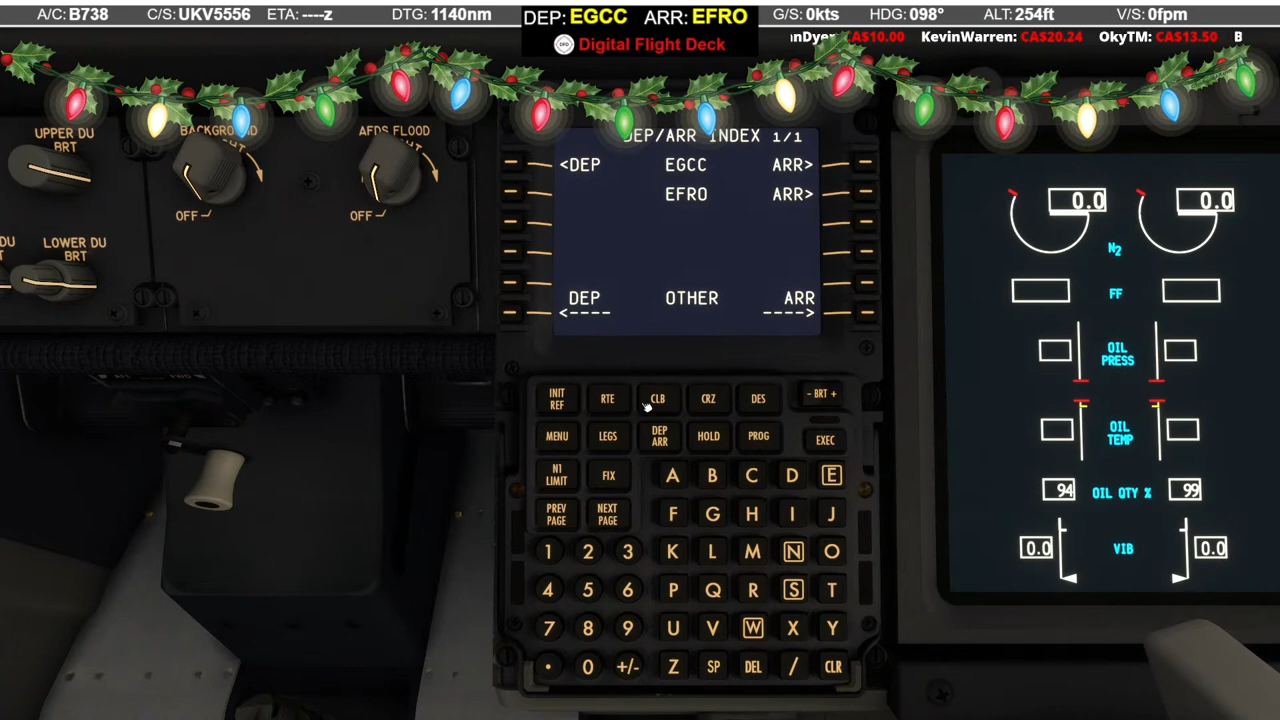 A/C: B738 C/S: UKV5556 ETA: ----z DTG: 1140nm DEP: EGCC ARR: EFRO G/S: 0kts HDG: 098° ALT: 254ft V/S: 0fpm
Digital Flight Deck
CA$10.00 KevinWarren: CA$20.24 OkyTM: CA$13.50 B
UPPER DU
BRT
OFF
AFDS FLOOD
OFF
LOWER DU
BRT
DU
DEP/ARR INDEX 1/1
<DEP EGCC ARR>
EFRO ARR>
DEP OTHER ARR
<---- ---->
INIT
REF
RTE
CLB
CRZ
DES
- BRT +
MENU
LEGS
DEP
ARR
HOLD
PROG
EXEC
N1
LIMIT
FIX
A B C D E
PREV
PAGE
NEXT
PAGE
F G H I J
1 2 3 K L M N O
4 5 6 P Q R S T
7 8 9 U V W X Y
. 0 +/- Z SP DEL / CLR
0.0 0.0
N2
FF
OIL
PRESS
OIL
TEMP
94 OIL QTY % 99
0.0 VIB 0.0